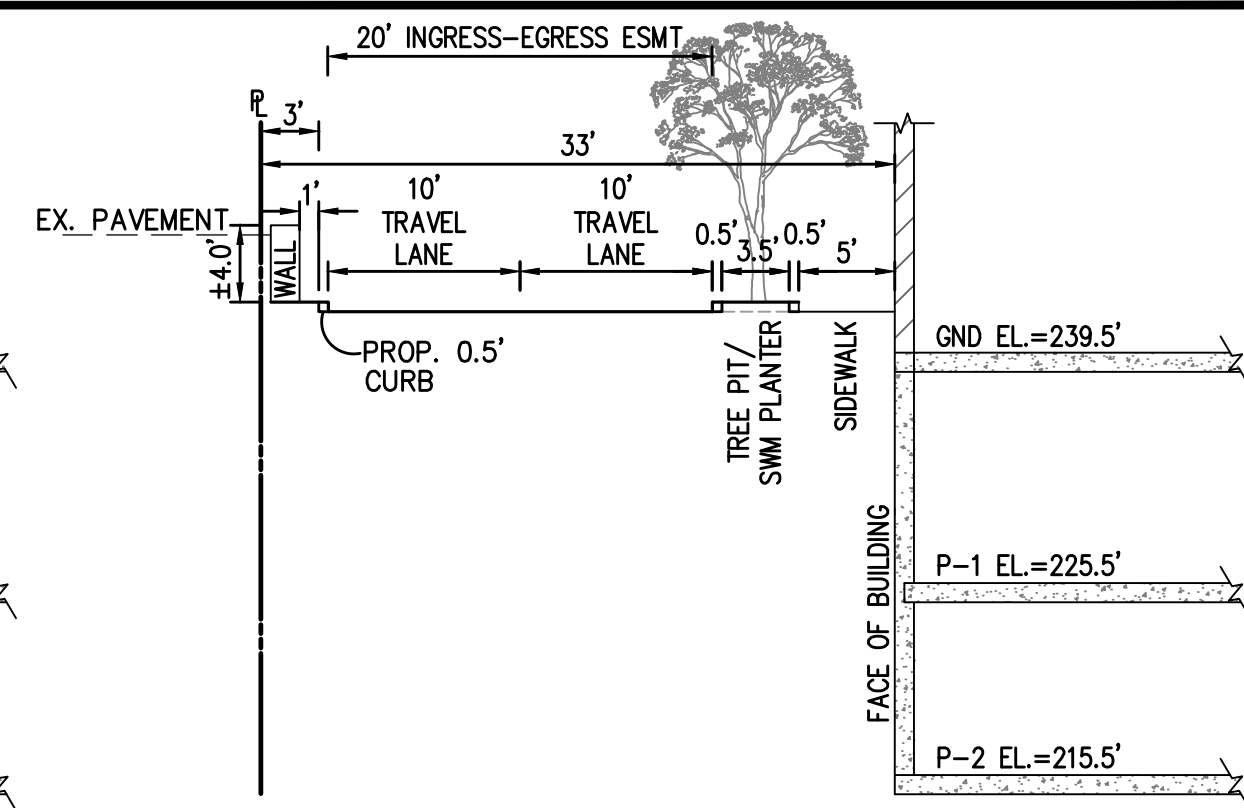 20' INGRESS-EGRESS ESMT
PL
3'
33'
1'
10'
TRAVEL
LANE
10'
TRAVEL
LANE
0.5'
3.5'
0.5'
5'
EX. PAVEMENT
±4.0'
WALL
PROP. 0.5'
CURB
TREE PIT/
SWM PLANTER
SIDEWALK
FACE OF BUILDING
GND EL.=239.5'
P-1 EL.=225.5'
P-2 EL.=215.5'